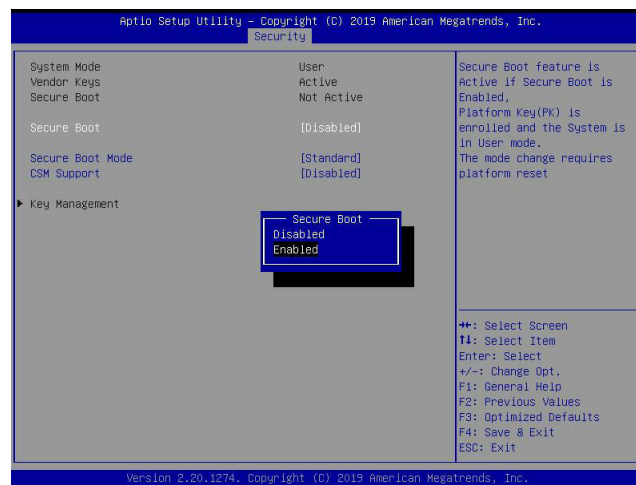 Aptio Setup Utility – Copyright (C) 2019 American Megatrends, Inc.
Security
System Mode User
Vendor Keys Active
Secure Boot Not Active
Secure Boot [Disabled]
Secure Boot Mode [Standard]
CSM Support [Disabled]
Key Management
Secure Boot
Disabled
Enabled
Secure Boot feature is
Active if Secure Boot is
Enabled,
Platform Key(PK) is
enrolled and the System is
in User mode.
The mode change requires
platform reset
→←: Select Screen
↑↓: Select Item
Enter: Select
+/-: Change Opt.
F1: General Help
F2: Previous Values
F3: Optimized Defaults
F4: Save & Exit
ESC: Exit
Version 2.20.1274. Copyright (C) 2019 American Megatrends, Inc.